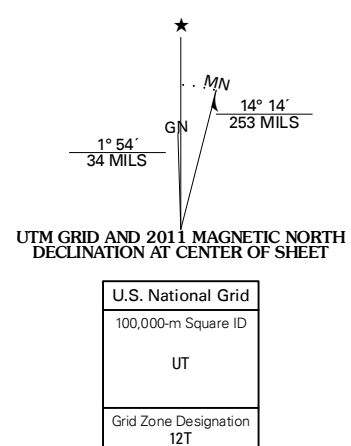 ★
MN
GN
14° 14´
253 MILS
1° 54´
34 MILS
UTM GRID AND 2011 MAGNETIC NORTH
DECLINATION AT CENTER OF SHEET
U.S. National Grid
100,000-m Square ID
UT
Grid Zone Designation
12T